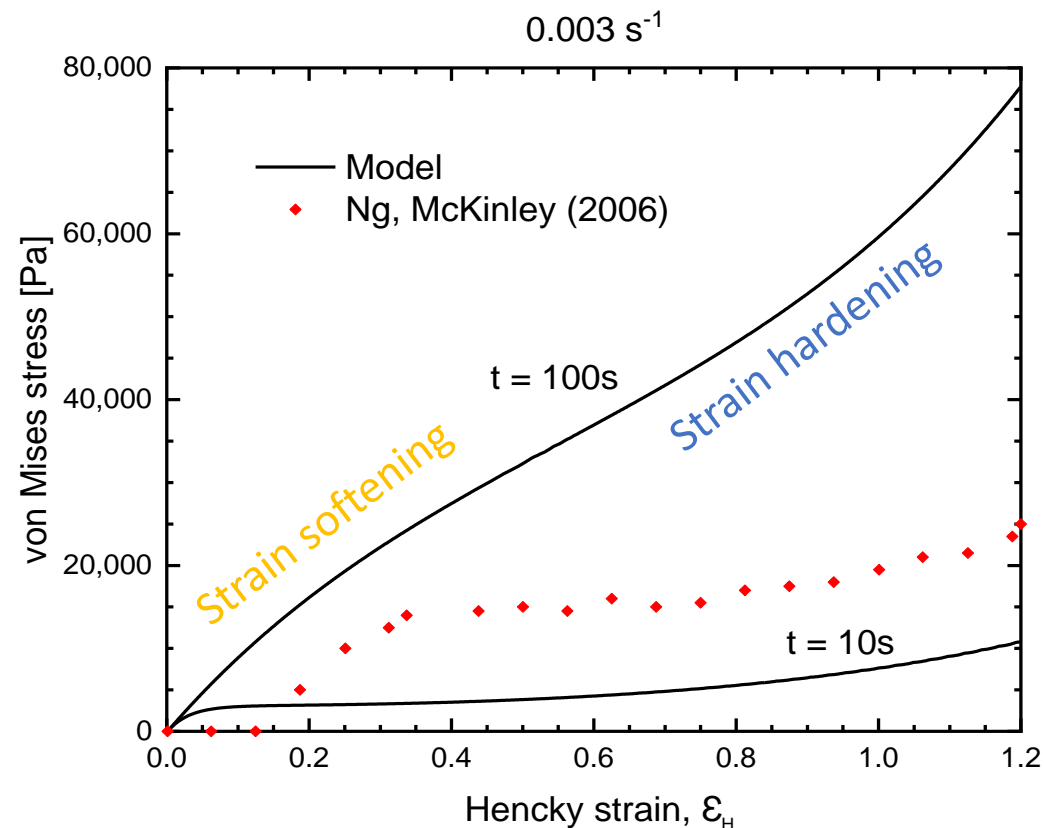 0.003 s⁻¹
80,000
60,000
40,000
20,000
0
von Mises stress [Pa]
Model
Ng, McKinley (2006)
Strain hardening
t = 100s
Strain softening
t = 10s
0.0 0.2 0.4 0.6 0.8 1.0 1.2
Hencky strain, Ɛ_H